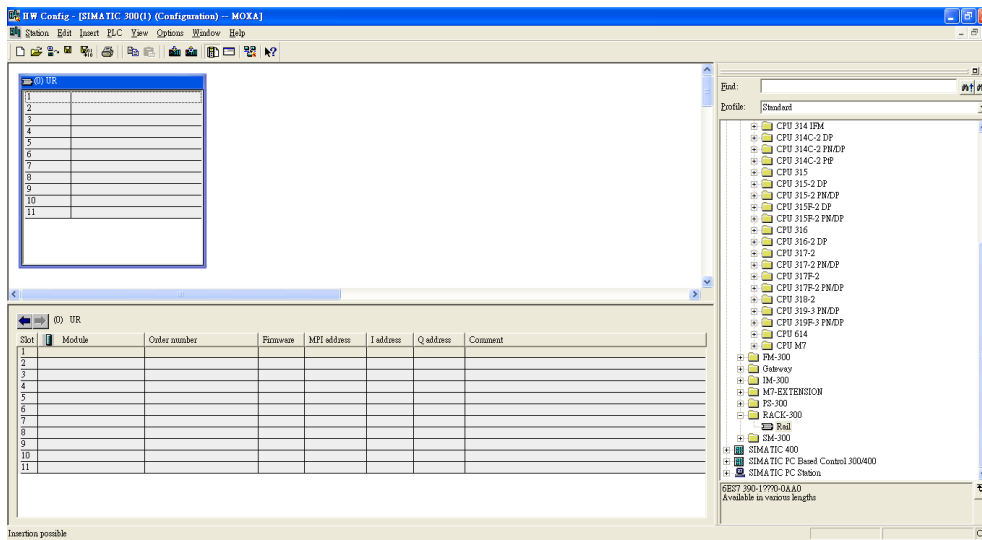 HW Config - [SIMATIC 300(1) (Configuration) -- MOXA]
Station Edit Insert PLC View Options Window Help
(0) UR
1
2
3
4
5
6
7
8
9
10
11
(0) UR
Slot Module Order number Firmware MPI address I address Q address Comment
1
2
3
4
5
6
7
8
9
10
11
Find:
Profile: Standard
CPU 314 IFM
CPU 314C-2 DP
CPU 314C-2 PN/DP
CPU 314C-2 PtP
CPU 315
CPU 315-2 DP
CPU 315-2 PN/DP
CPU 315F-2 DP
CPU 315F-2 PN/DP
CPU 316
CPU 316-2 DP
CPU 317-2
CPU 317-2 PN/DP
CPU 317F-2
CPU 317F-2 PN/DP
CPU 318-2
CPU 319-3 PN/DP
CPU 319F-3 PN/DP
CPU 614
CPU M7
FM-300
Gateway
IM-300
M7-EXTENSION
PS-300
RACK-300
Rail
SM-300
SIMATIC 400
SIMATIC PC Based Control 300/400
SIMATIC PC Station
6ES7 390-1???0-0AA0
Available in various lengths
Insertion possible